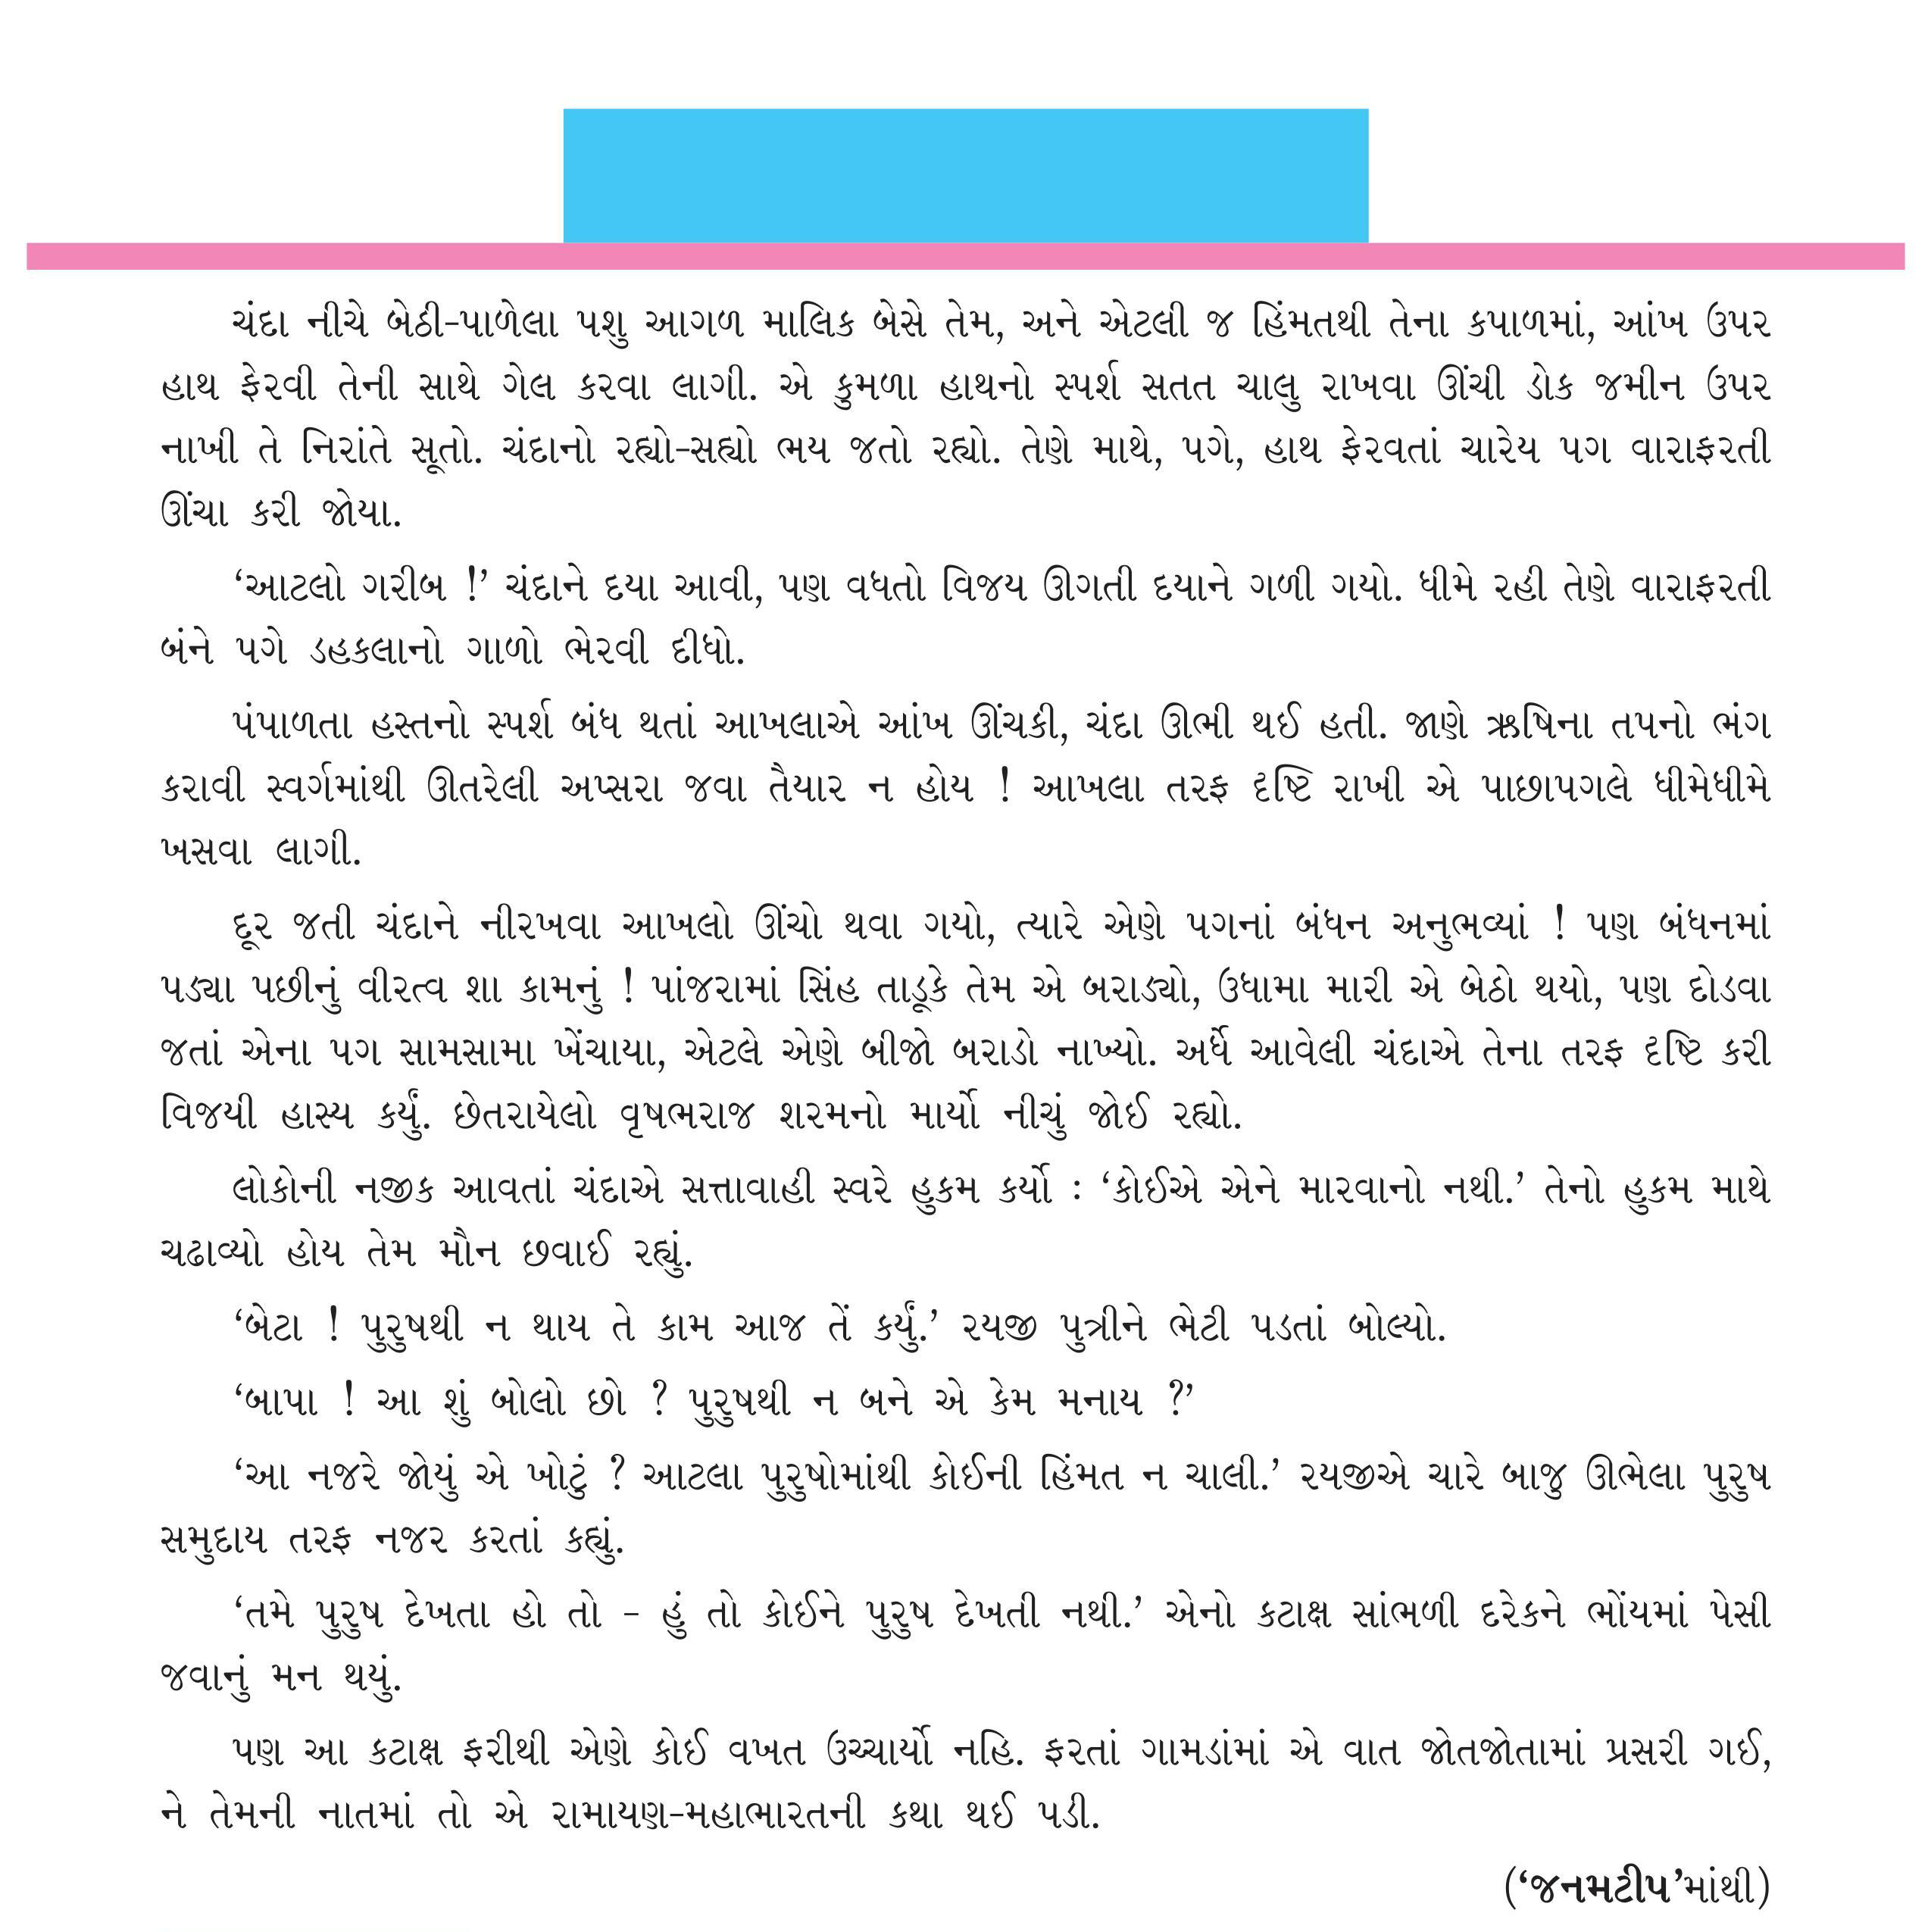 ચંદા નીચે બેઠી-પાળેલા પશુ આગળ માલિક બેસે તેમ, અને એટલી જ હિંમતથી તેના કપાળમાં, આંખ ઉપર
હાથ ફેરવી તેની સાથે ગેલ કરવા લાગી. એ કુમળા હાથનો સ્પર્શ સતત ચાલુ રાખવા ઊંચી ડોક જમીન ઉપર
નાખી તે નિરાંતે સૂતો. ચંદાનો રહ્યો-સહ્યો ભય જતો રહ્યો. તેણે માથે, પગે, હાથ ફેરવતાં ચારેય પગ વારાફરતી
ઊંચા કરી જોયા.
‘આટલો ગરીબ !’ ચંદાને દયા આવી, પણ વધતો વિજય ઊગતી દયાને ગળી ગયો. ધીમે રહી તેણે વારાફરતી
બંને પગે ડહકલાનો ગાળો ભેરવી દીધો.
પંપાળતા હસ્તનો સ્પર્શ બંધ થતાં આખલાએ આંખ ઊંચકી, ચંદા ઊભી થઈ હતી. જાણે ઋષિના તપનો ભંગ
કરાવી સ્વર્ગમાંથી ઊતરેલી અપ્સરા જવા તૈયાર ન હોય ! આખલા તરફ દૃષ્ટિ રાખી એ પાછાપગલે ધીમેધીમે
ખસવા લાગી.
દૂર જતી ચંદાને નીરખવા આખલો ઊંચો થવા ગયો, ત્યારે એણે પગનાં બંધન અનુભવ્યાં ! પણ બંધનમાં
પડ્યા પછીનું વીરત્વ શા કામનું ! પાંજરામાં સિંહ તાડૂકે તેમ એ બરાડ્યો, ઉધામા મારી એ બેઠો થયો, પણ દોડવા
જતાં એના પગ સામસામા ખેંચાયા, એટલે એણે બીજો બરાડો નાખ્યો. અર્ધે આવેલી ચંદાએ તેના તરફ દૃષ્ટિ કરી
વિજયી હાસ્ય કર્યું. છેતરાયેલો વૃષભરાજ શરમનો માર્યો નીચું જોઈ રહ્યો.
લોકોની નજીક આવતાં ચંદાએ સત્તાવાહી સ્વરે હુકમ કર્યો : ‘કોઈએ એને મારવાનો નથી.’ તેનો હુકમ માથે
ચઢાવ્યો હોય તેમ મૌન છવાઈ રહ્યું.
‘બેટા ! પુરુષથી ન થાય તે કામ આજ તેં કર્યું.’ રયજી પુત્રીને ભેટી પડતાં બોલ્યો.
‘બાપા ! આ શું બોલો છો ? પુરુષથી ન બને એ કેમ મનાય ?’
‘આ નજરે જોયું એ ખોટું ? આટલા પુરુષોમાંથી કોઈની હિંમત ન ચાલી.’ રયજીએ ચારે બાજુ ઊભેલા પુરુષ
સમુદાય તરફ નજર કરતાં કહ્યું.
‘તમે પુરુષ દેખતા હો તો - હું તો કોઈને પુરુષ દેખતી નથી.’ એનો કટાક્ષ સાંભળી દરેકને ભોંયમાં પેસી
જવાનું મન થયું.
પણ આ કટાક્ષ ફરીથી એણે કોઈ વખત ઉચ્ચાર્યો નહિ. ફરતાં ગામડાંમાં એ વાત જોતજોતામાં પ્રસરી ગઈ,
ને તેમની નાતમાં તો એ રામાયણ-મહાભારતની કથા થઈ પડી.
(‘જનમટીપ’માંથી)